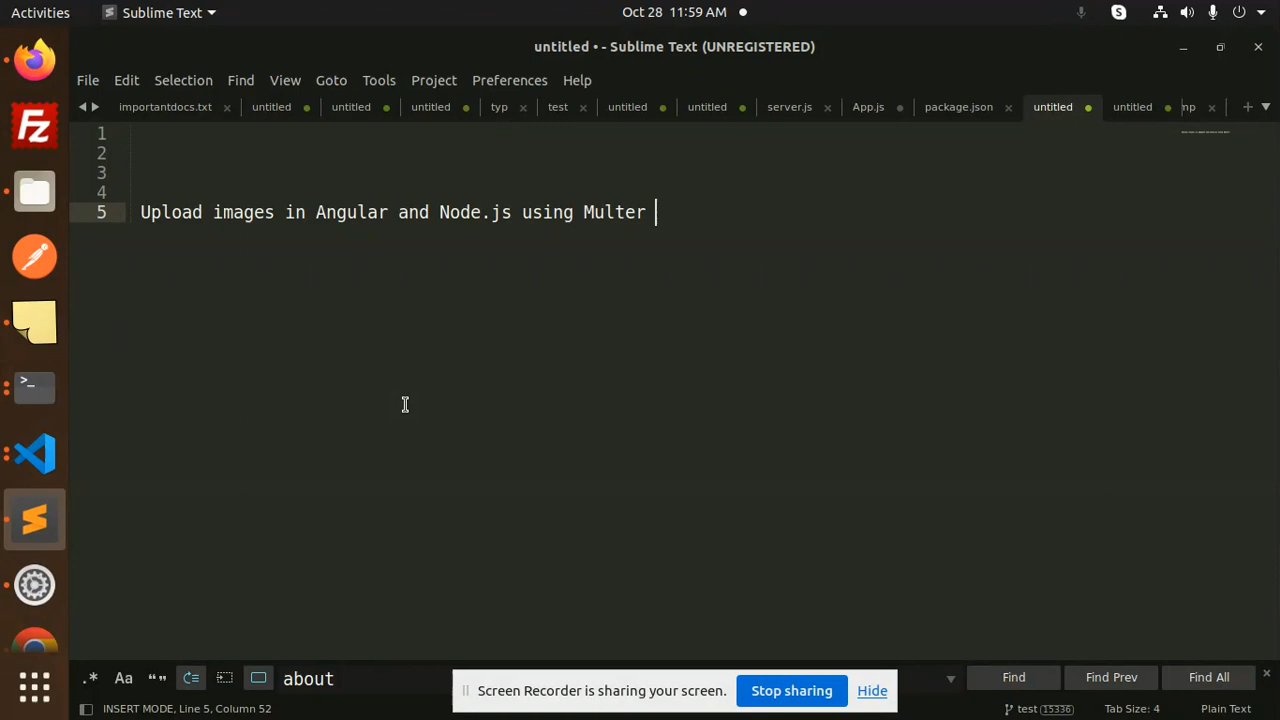 Activities Sublime Text Oct 28 11:59 AM
untitled • - Sublime Text (UNREGISTERED)
File Edit Selection Find View Goto Tools Project Preferences Help
importantdocs.txt untitled untitled untitled typ test untitled untitled server.js App.js package.json untitled untitled mp
1
2
3
4
5 Upload images in Angular and Node.js using Multer
.* Aa “” about Find Find Prev Find All
Screen Recorder is sharing your screen. Stop sharing Hide
INSERT MODE, Line 5, Column 52 test 15336 Tab Size: 4 Plain Text